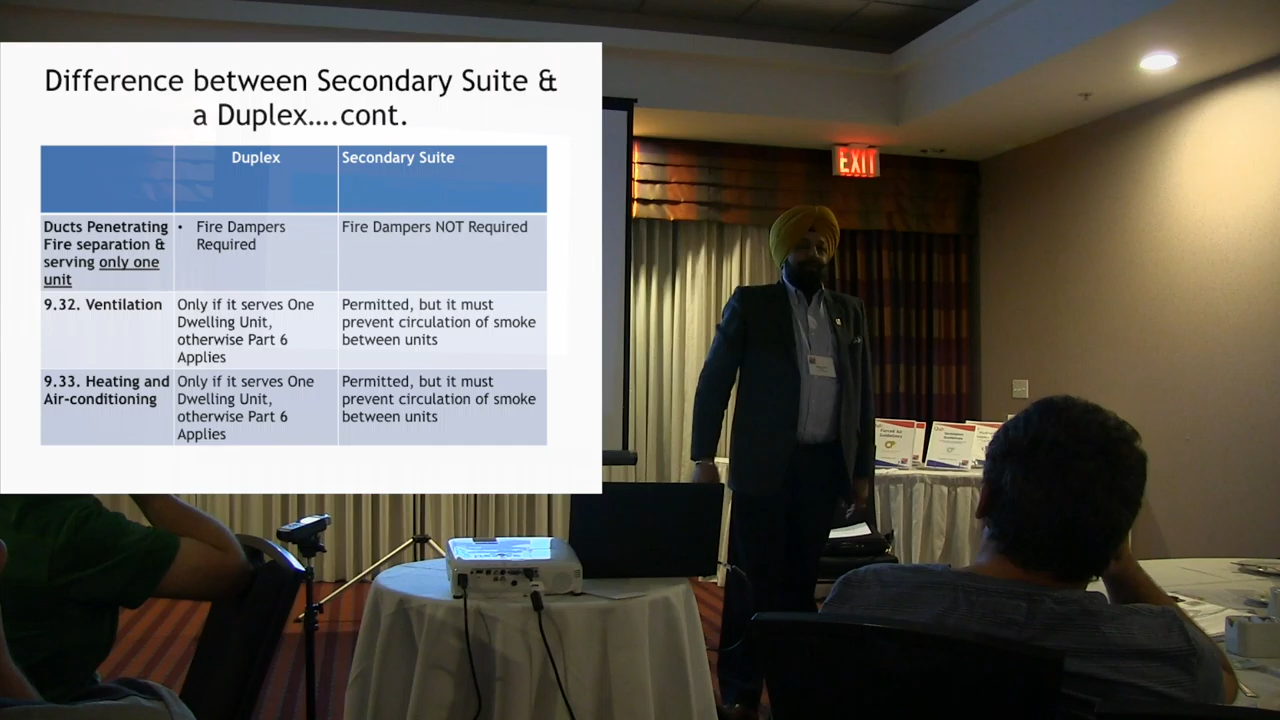 Difference between Secondary Suite &
a Duplex....cont.
Duplex
Secondary Suite
Ducts Penetrating
Fire separation &
serving only one
unit
• Fire Dampers
Required
Fire Dampers NOT Required
9.32. Ventilation
Only if it serves One
Dwelling Unit,
otherwise Part 6
Applies
Permitted, but it must
prevent circulation of smoke
between units
9.33. Heating and
Air-conditioning
Only if it serves One
Dwelling Unit,
otherwise Part 6
Applies
Permitted, but it must
prevent circulation of smoke
between units
EXIT
Forced Air
Guidelines
Guidelines